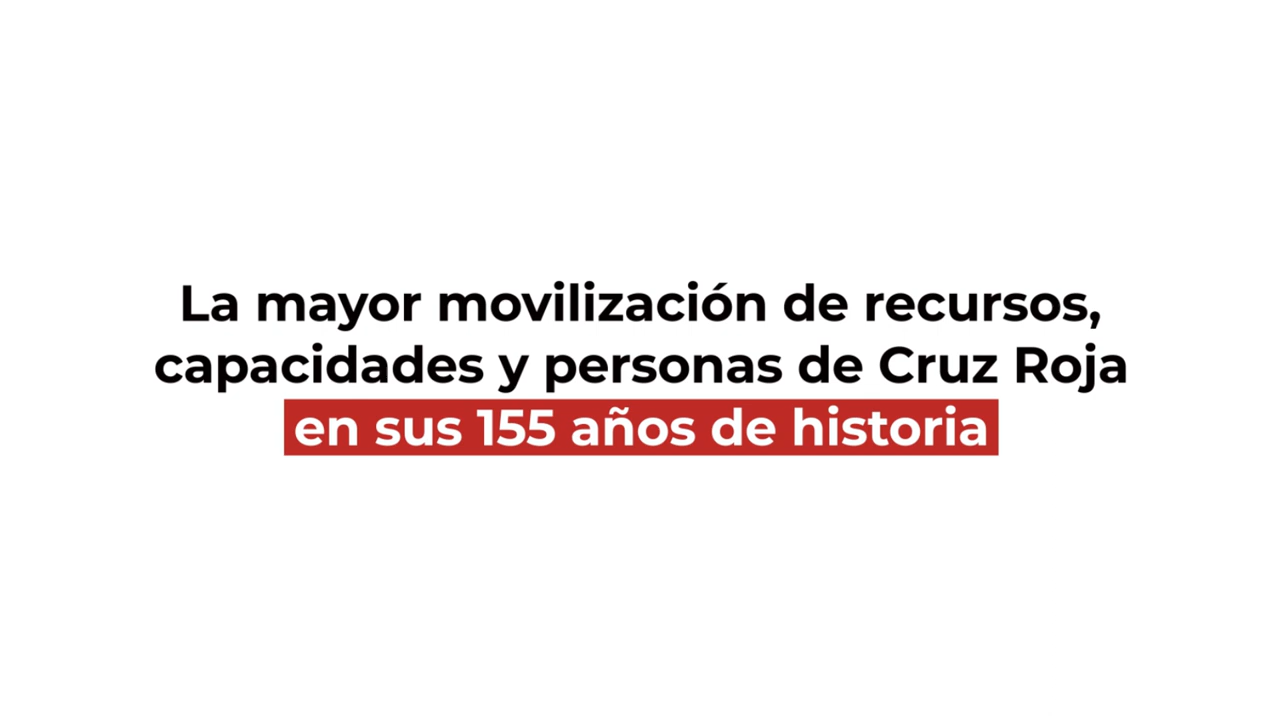 La mayor movilización de recursos,
capacidades y personas de Cruz Roja
en sus 155 años de historia